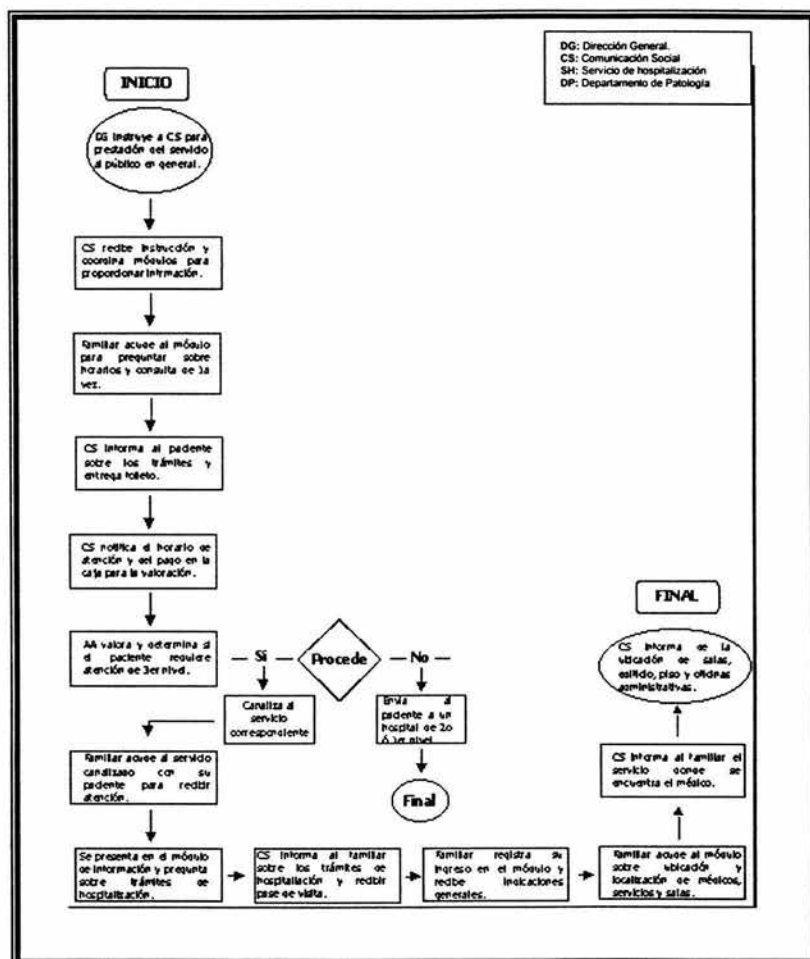 DG: Dirección General.
CS: Comunicación Social
SH: Servicio de hospitalización
DP: Departamento de Patología
INICIO
DG Instruye a CS para
prestación del servicio
al público en general.
CS recibe instrucción y
coordina módulos para
proporcionar información.
Familiar acude al módulo
para preguntar sobre
horarios y consulta de 1a
vez.
CS informa al paciente
sobre los trámites y
entrega folleto.
CS notifica el horario de
atención y del pago en la
caja para la valoración.
AA valora y determina si
el paciente requiere
atención de 3er nivel.
Sí
Procede
No
Canaliza al
servicio
correspondiente
Envía al
paciente a un
hospital de 2o
ó 1er nivel
Final
Familiar acude al servicio
canalizado con su
paciente para recibir
atención.
Se presenta en el módulo
de información y pregunta
sobre trámites de
hospitalización.
CS informa al familiar
sobre los trámites de
hospitaliación y recibir
pase de visita.
Familiar registra su
ingreso en el módulo y
recibe indicaciones
generales.
Familiar acude al módulo
sobre ubicación y
localización de médicos,
servicios y salas.
CS informa al familiar el
servicio donde se
encuentra el médico.
CS informa de la
ubicación de salas,
edificio, piso y oficinas
administrativas.
FINAL